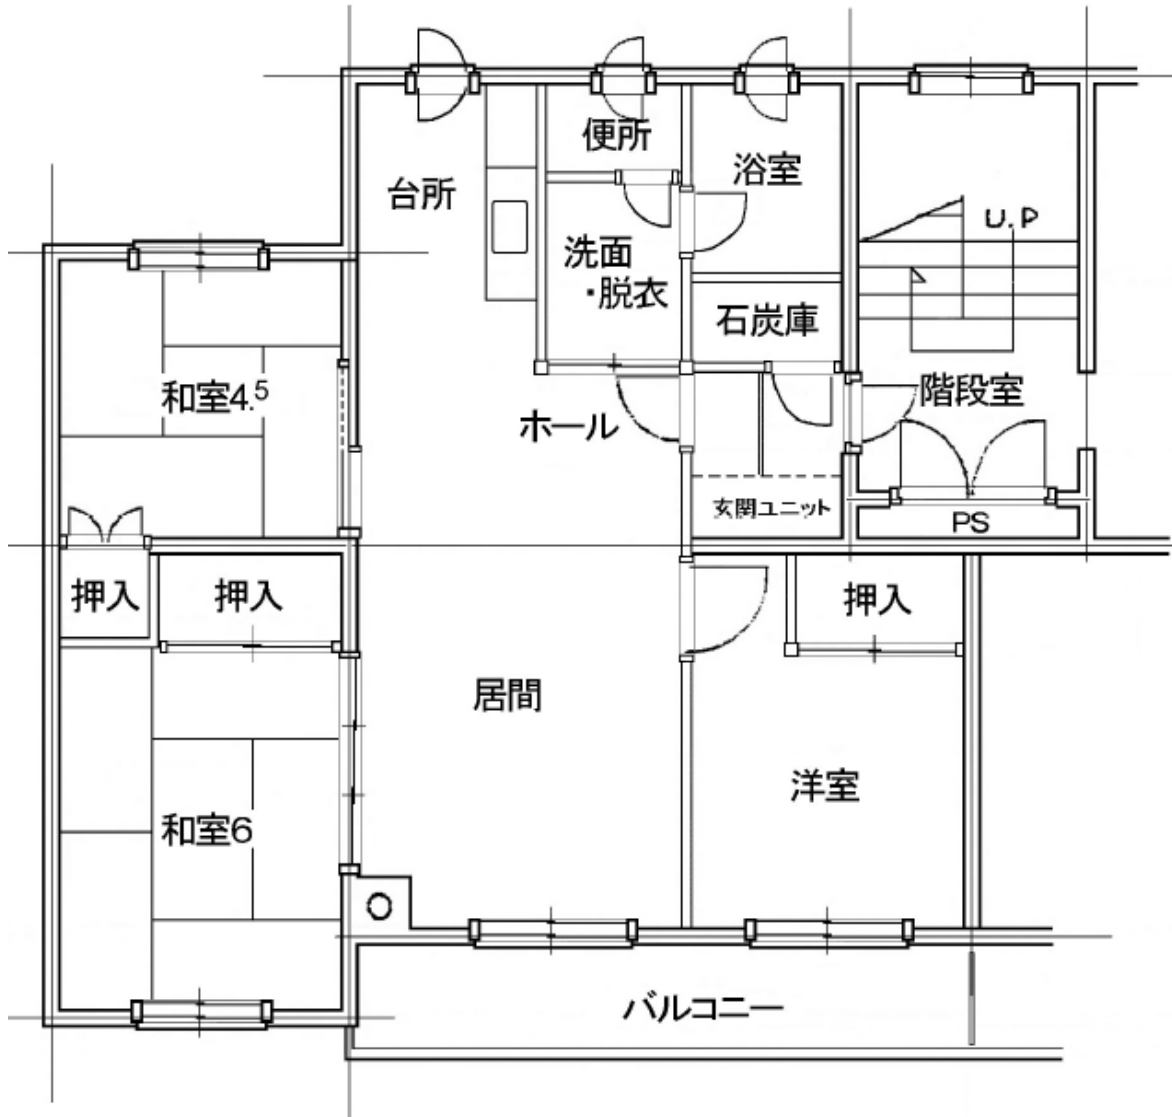 便所
浴室
台所
U.P
洗面
・脱衣
石炭庫
和室4.5
階段室
ホール
玄関ユニット
PS
押入
押入
押入
居間
洋室
和室6
バルコニー